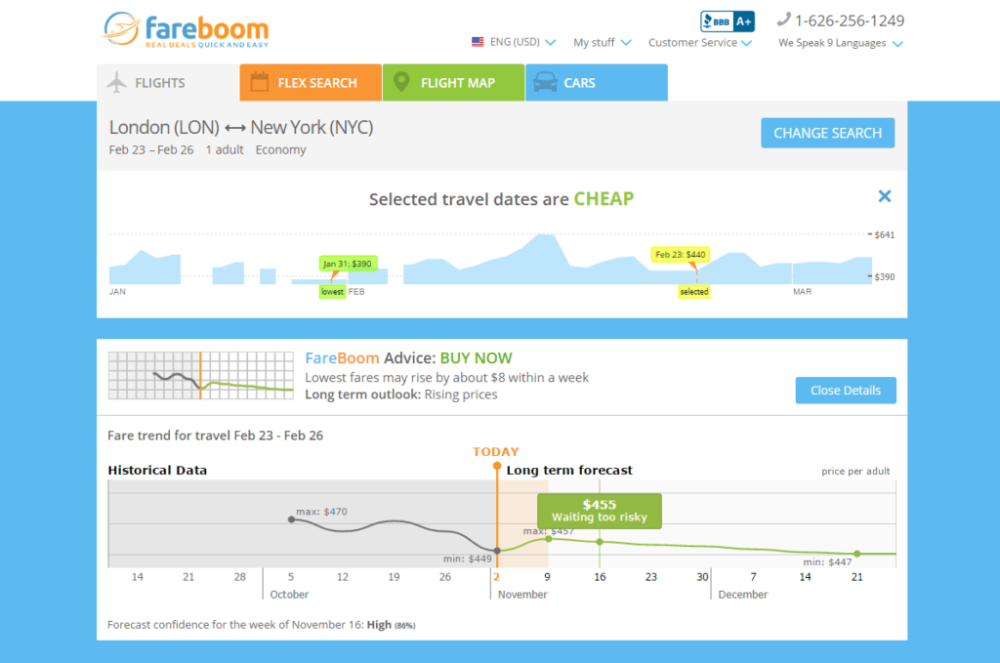 fareboom
REAL DEALS QUICK AND EASY
BBB A+
1-626-256-1249
ENG (USD) My stuff Customer Service We Speak 9 Languages
FLIGHTS FLEX SEARCH FLIGHT MAP CARS
London (LON) ⟷ New York (NYC)
Feb 23 – Feb 26 1 adult Economy
CHANGE SEARCH
Selected travel dates are CHEAP
$641
Feb 23: $440
Jan 31: $390
$390
JAN lowest FEB selected MAR
FareBoom Advice: BUY NOW
Lowest fares may rise by about $8 within a week
Long term outlook: Rising prices
Close Details
Fare trend for travel Feb 23 - Feb 26
TODAY
Historical Data Long term forecast price per adult
$455
Waiting too risky
max: $470
max: $457
min: $449
min: $447
14 21 28 5 12 19 26 2 9 16 23 30 7 14 21
October November December
Forecast confidence for the week of November 16: High (86%)